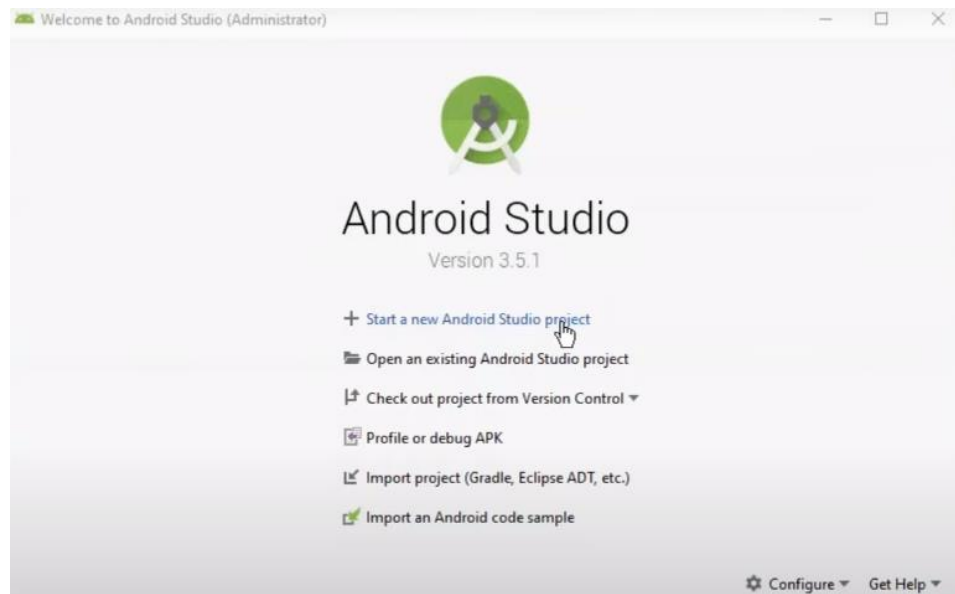 Welcome to Android Studio (Administrator)
Android Studio
Version 3.5.1
Start a new Android Studio project
Open an existing Android Studio project
Check out project from Version Control
Profile or debug APK
Import project (Gradle, Eclipse ADT, etc.)
Import an Android code sample
Configure Get Help